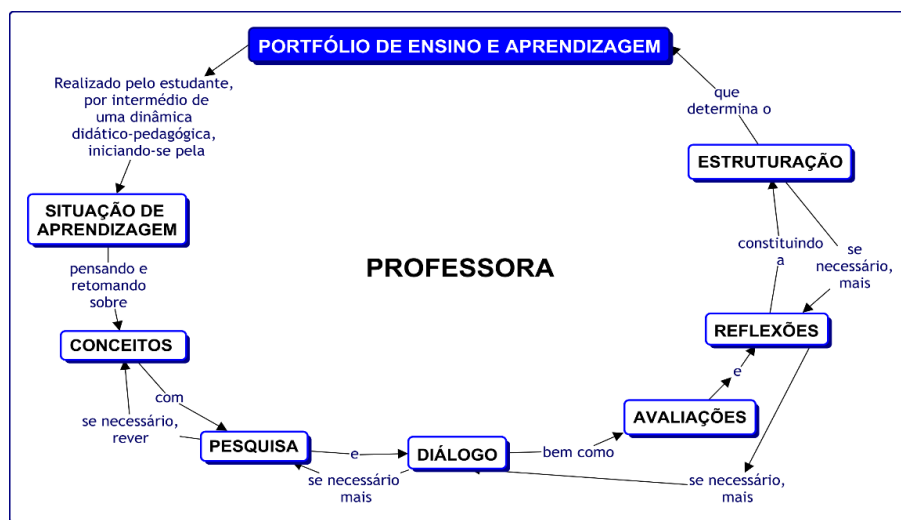 PORTFÓLIO DE ENSINO E APRENDIZAGEM
Realizado pelo estudante,
por intermédio de
uma dinâmica
didático-pedagógica,
iniciando-se pela
SITUAÇÃO DE
APRENDIZAGEM
pensando e
retomando
sobre
CONCEITOS
com
se necessário,
rever
PESQUISA
e
se necessário
mais
DIÁLOGO
bem como
AVALIAÇÕES
e
REFLEXÕES
se necessário,
mais
constituindo
a
ESTRUTURAÇÃO
se
necessário,
mais
que
determina o
PROFESSORA